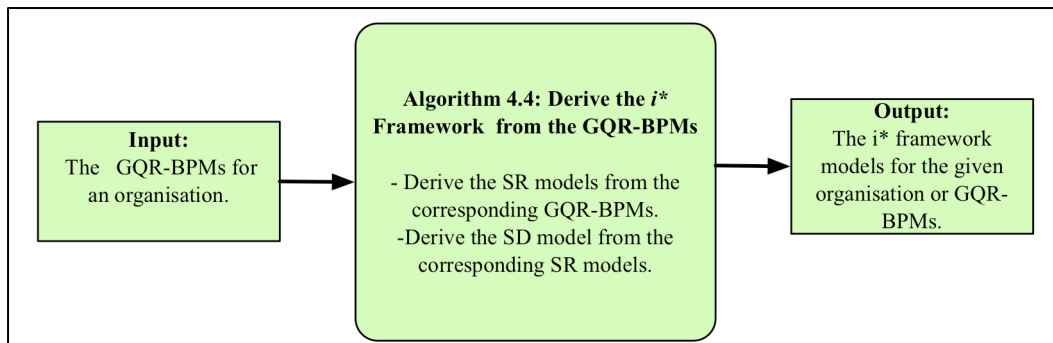 Input:
The GQR-BPMs for
an organisation.
Algorithm 4.4: Derive the i*
Framework from the GQR-BPMs
- Derive the SR models from the
corresponding GQR-BPMs.
-Derive the SD model from the
corresponding SR models.
Output:
The i* framework
models for the given
organisation or GQR-
BPMs.